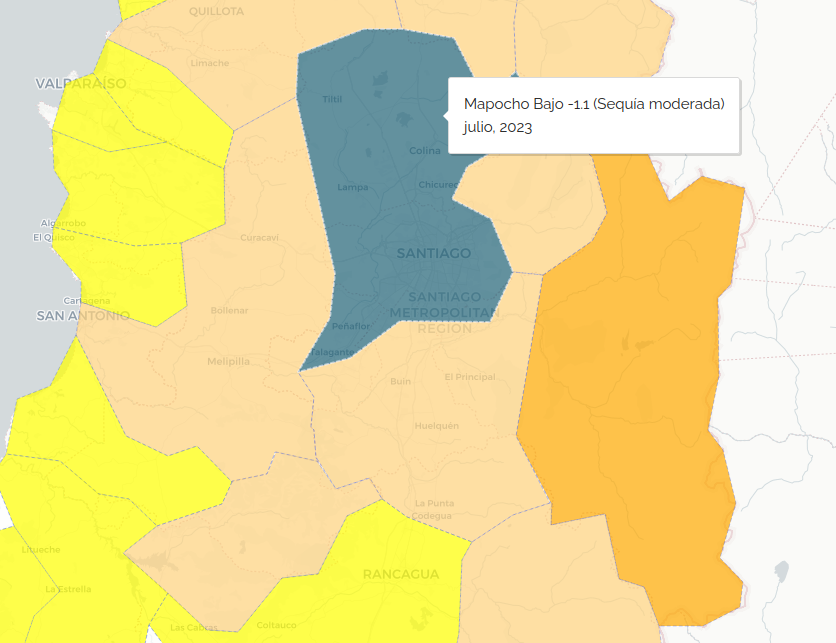 QUILLOTA
Limache
VALPARAÍSO
Tiltil
Mapocho Bajo -1.1 (Sequía moderada)
julio, 2023
Colina
Lampa
Chicureo
Algarrobo
El Quisco
Curacaví
SANTIAGO
Cartagena
SAN ANTONIO
SANTIAGO
METROPOLITAN
REGION
Bollenar
Peñaflor
Talagante
Melipilla
Buin
El Principal
Huelquén
La Punta
Codegua
Litueche
RANCAGUA
La Estrella
Las Cabras
Coltauco